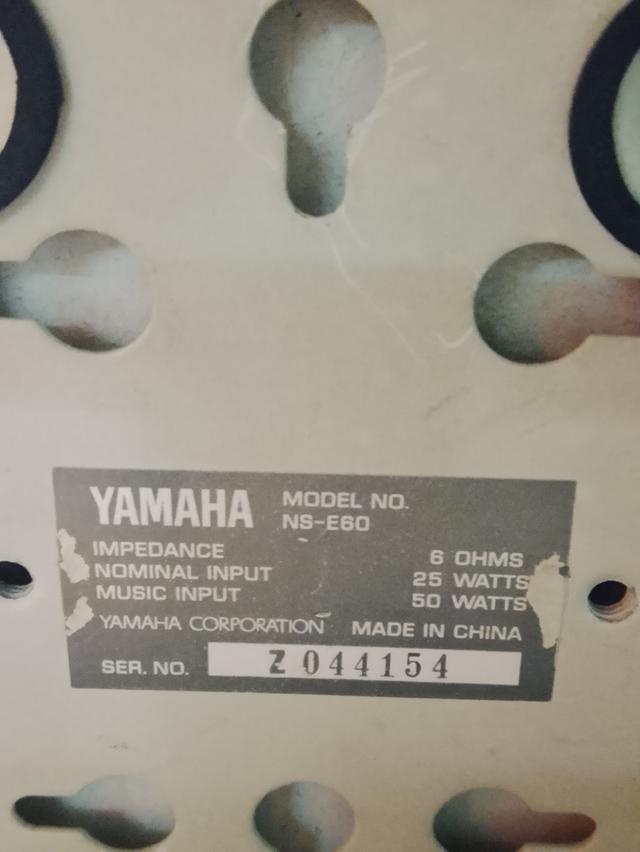 YAMAHA MODEL NO.
NS-E60
IMPEDANCE 6 OHMS
NOMINAL INPUT 25 WATTS
MUSIC INPUT 50 WATTS
YAMAHA CORPORATION MADE IN CHINA
SER. NO. Z044154